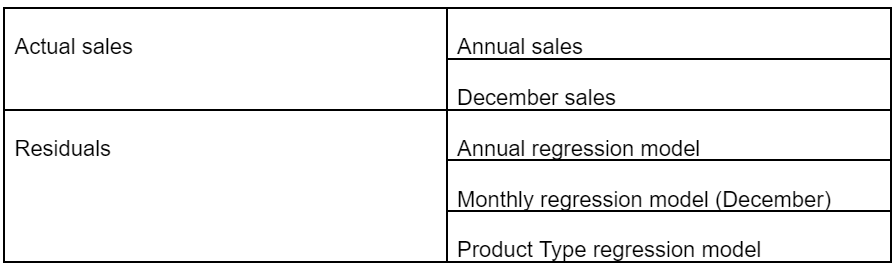 Actual sales
Annual sales
December sales
Residuals
Annual regression model
Monthly regression model (December)
Product Type regression model